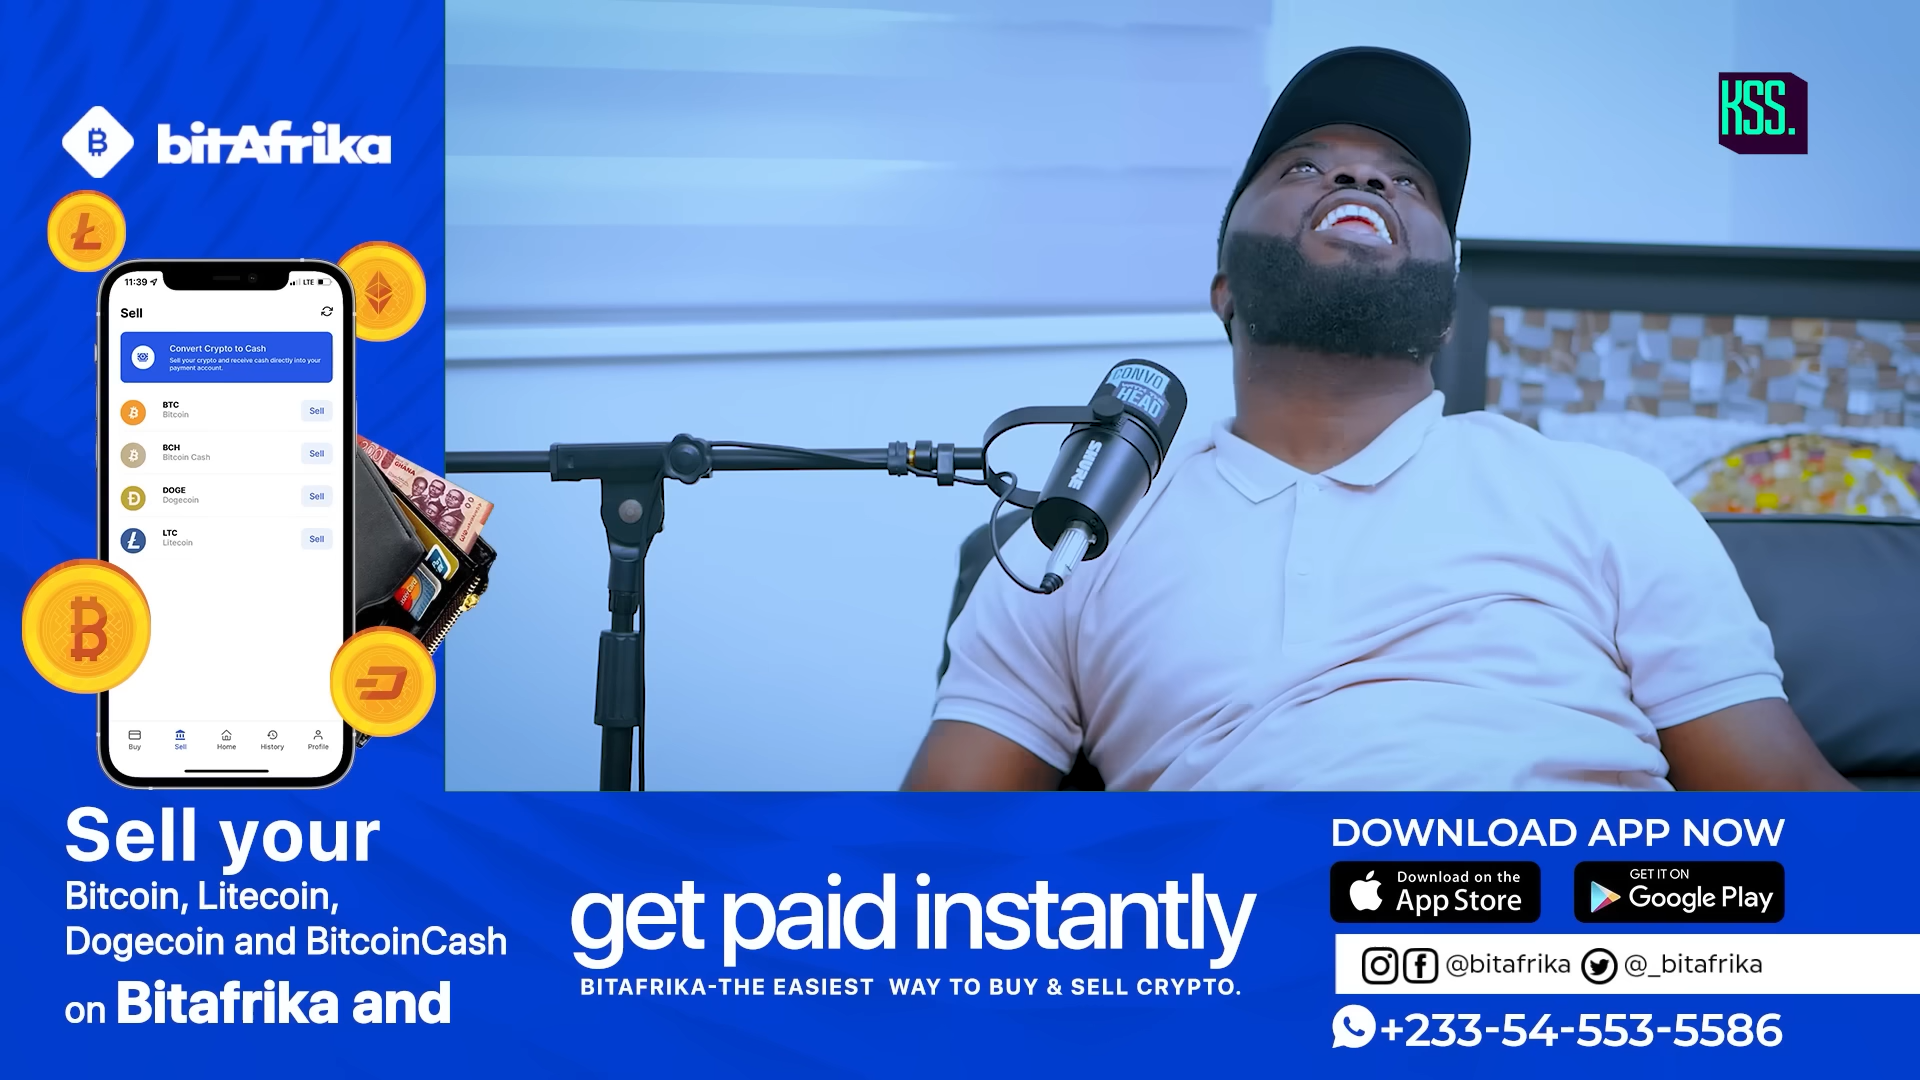 bitAfrika
KSS.
11:39
LTE
Sell
Convert Crypto to Cash
Sell your crypto and receive cash directly into your
payment account.
BTC
Bitcoin
Sell
BCH
Bitcoin Cash
Sell
DOGE
Dogecoin
Sell
LTC
Litecoin
Sell
Buy
Sell
Home
History
Profile
GHANA
CONVO
WITH THE
HEAD
SHURE
Sell your
Bitcoin, Litecoin,
Dogecoin and BitcoinCash
on Bitafrika and
get paid instantly
BITAFRIKA-THE EASIEST WAY TO BUY & SELL CRYPTO.
DOWNLOAD APP NOW
Download on the
App Store
GET IT ON
Google Play
@bitafrika @_bitafrika
+233-54-553-5586